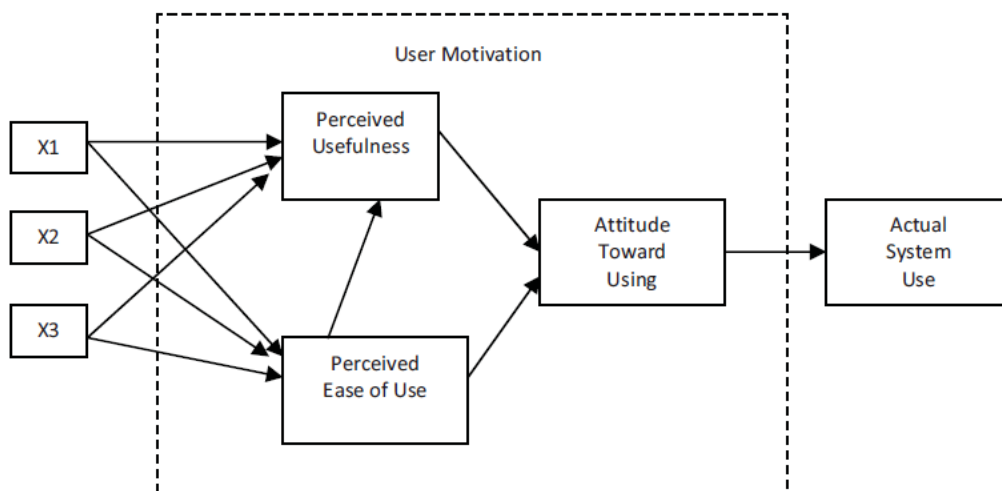 User Motivation
X1
X2
X3
Perceived
Usefulness
Perceived
Ease of Use
Attitude
Toward
Using
Actual
System
Use